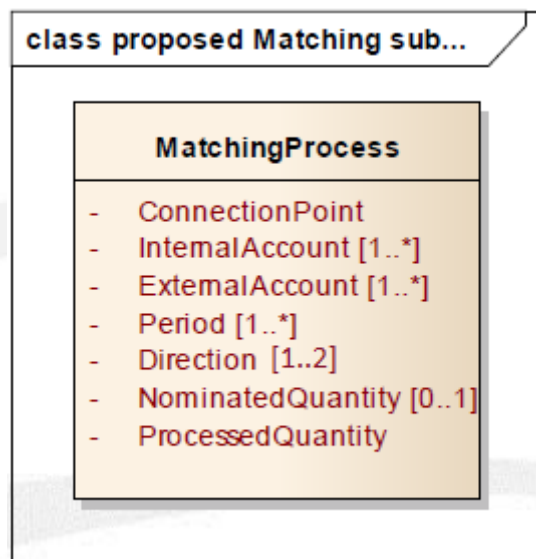 class proposed Matching sub...
MatchingProcess
- ConnectionPoint
- InternalAccount [1..*]
- ExternalAccount [1..*]
- Period [1..*]
- Direction [1..2]
- NominatedQuantity [0..1]
- ProcessedQuantity